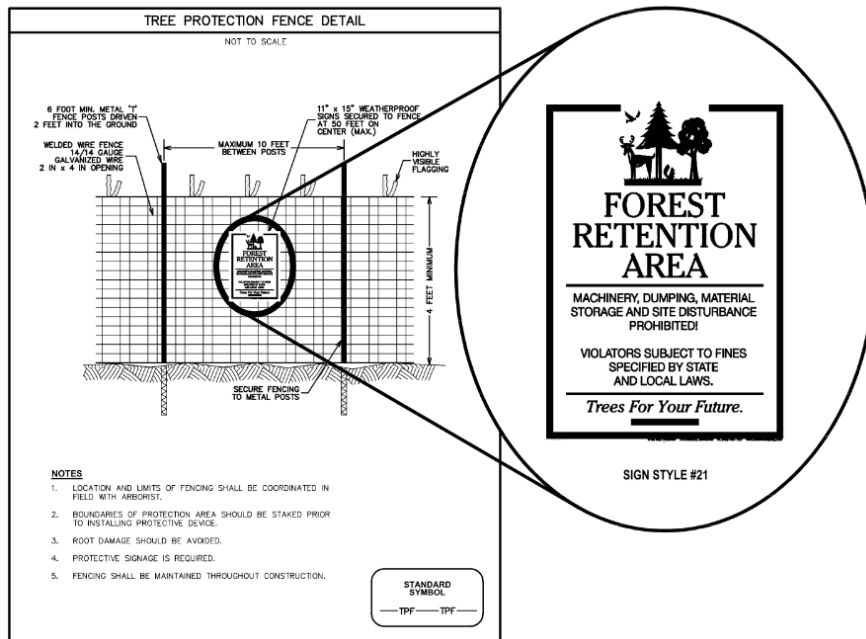 TREE PROTECTION FENCE DETAIL
NOT TO SCALE
6 FOOT MIN. METAL 'T'
FENCE POSTS DRIVEN
2 FEET INTO THE GROUND
11" x 15" WEATHERPROOF
SIGNS SECURED TO FENCE
AT 50 FEET ON
CENTER (MAX.)
WELDED WIRE FENCE
14/14 GAUGE
GALVANIZED WIRE
2 IN x 4 IN OPENING
MAXIMUM 10 FEET
BETWEEN POSTS
HIGHLY
VISIBLE
FLAGGING
FOREST
RETENTION
AREA
Trees For Your Future.
4 FEET MINIMUM
SECURE FENCING
TO METAL POSTS
NOTES
1. LOCATION AND LIMITS OF FENCING SHALL BE COORDINATED IN
FIELD WITH ARBORIST.
2. BOUNDARIES OF PROTECTION AREA SHOULD BE STAKED PRIOR
TO INSTALLING PROTECTIVE DEVICE.
3. ROOT DAMAGE SHOULD BE AVOIDED.
4. PROTECTIVE SIGNAGE IS REQUIRED.
5. FENCING SHALL BE MAINTAINED THROUGHOUT CONSTRUCTION.
STANDARD
SYMBOL
TPF TPF
FOREST
RETENTION
AREA
MACHINERY, DUMPING, MATERIAL
STORAGE AND SITE DISTURBANCE
PROHIBITED!
VIOLATORS SUBJECT TO FINES
SPECIFIED BY STATE
AND LOCAL LAWS.
Trees For Your Future.
SIGN STYLE #21